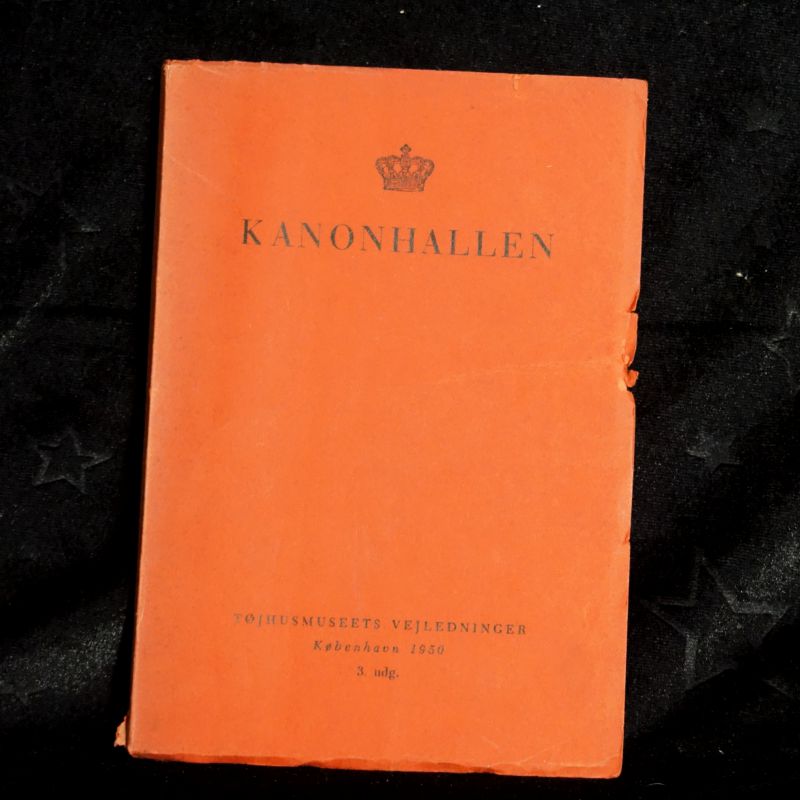 KANONHALLEN
TØJHUSMUSEETS VEJLEDNINGER
København 1950
3. udg.